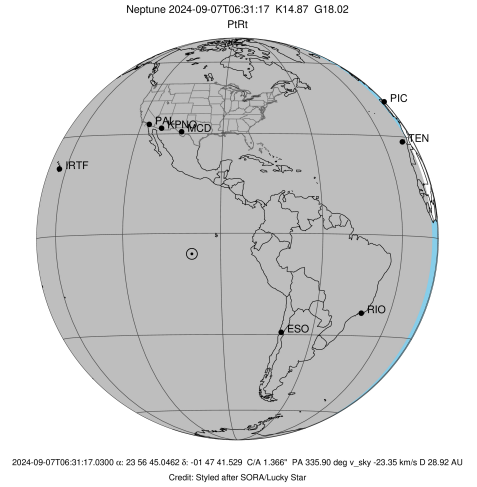 Neptune 2024-09-07T06:31:17 K14.87 G18.02
PtRt
PIC
PAL
KPNO
MCD
TEN
IRTF
RIO
ESO
2024-09-07T06:31:17.0300 α: 23 56 45.0462 δ: -01 47 41.529 C/A 1.366" PA 335.90 deg v_sky -23.35 km/s D 28.92 AU
Credit: Styled after SORA/Lucky Star